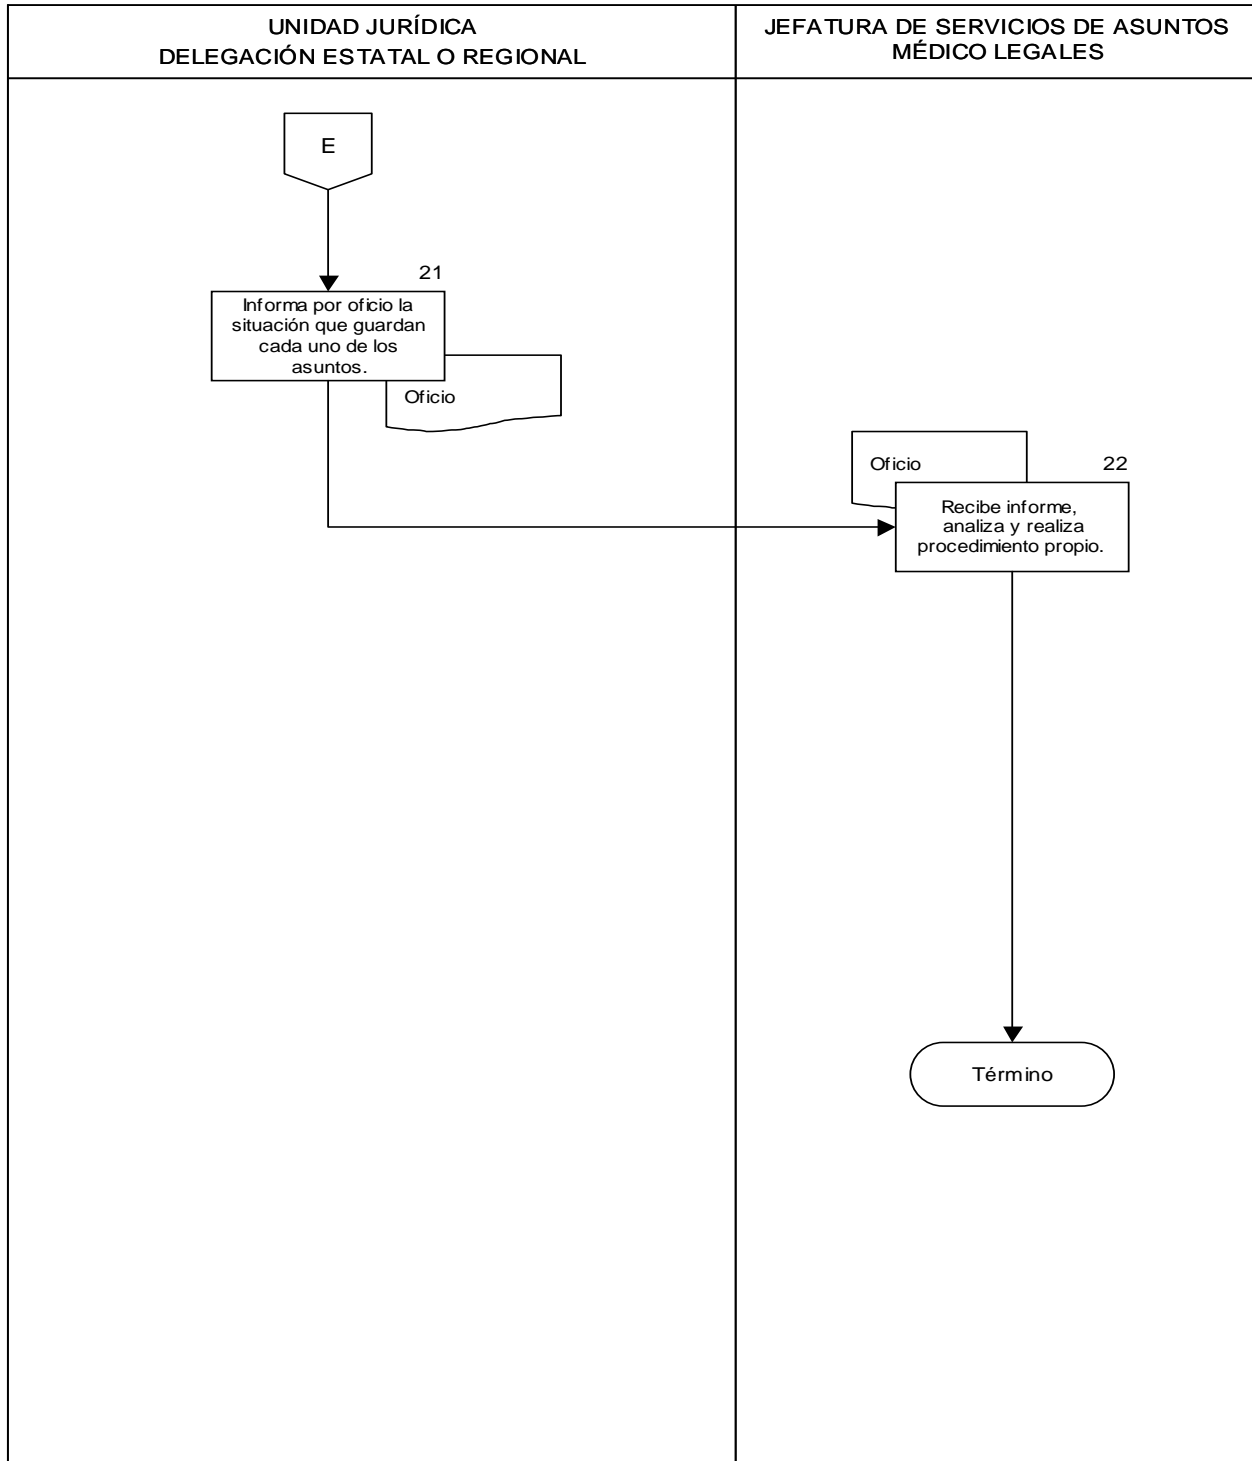 UNIDAD JURÍDICA
DELEGACIÓN ESTATAL O REGIONAL
JEFATURA DE SERVICIOS DE ASUNTOS
MÉDICO LEGALES
E
21
Informa por oficio la
situación que guardan
cada uno de los
asuntos.
Oficio
Oficio
22
Recibe informe,
analiza y realiza
procedimiento propio.
Término